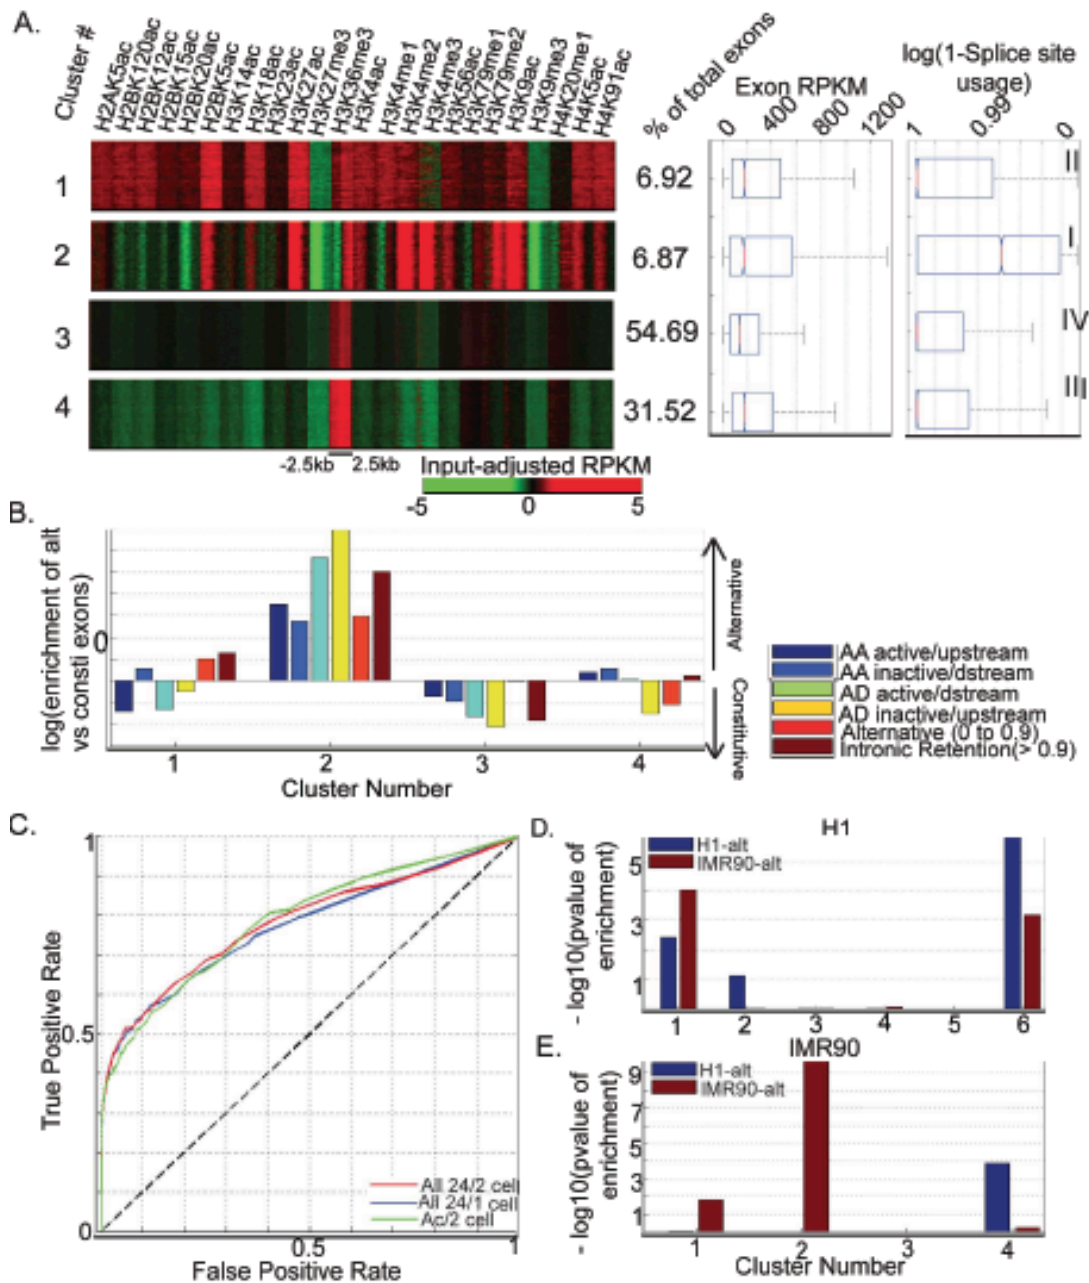 A.
Cluster #
H2AK5ac
H2BK120ac
H2BK12ac
H2BK15ac
H2BK20ac
H2BK5ac
H3K14ac
H3K18ac
H3K23ac
H3K27ac
H3K27me3
H3K36me3
H3K4ac
H3K4me1
H3K4me2
H3K4me3
H3K56ac
H3K79me1
H3K79me2
H3K9ac
H3K9me3
H4K20me1
H4K5ac
H4K91ac
% of total exons
Exon RPKM
0 400 800 1200
log(1-Splice site
usage)
1 0.99 0
1 6.92 II
2 6.87 I
3 54.69 IV
4 31.52 III
-2.5kb 2.5kb
Input-adjusted RPKM
-5 0 5
B.
log(enrichment of alt
vs consti exons)
0
1 2 3 4
Cluster Number
Alternative
Constitutive
AA active/upstream
AA inactive/dstream
AD active/dstream
AD inactive/upstream
Alternative (0 to 0.9)
Intronic Retention(> 0.9)
C.
True Positive Rate
1
0.5
0
0.5 1
False Positive Rate
All 24/2 cell
All 24/1 cell
Ac/2 cell
D.
H1
- log10(pvalue of
enrichment)
5
3
1
H1-alt
IMR90-alt
1 2 3 4 5 6
E.
IMR90
- log10(pvalue of
enrichment)
9
7
5
3
1
H1-alt
IMR90-alt
1 2 3 4
Cluster Number